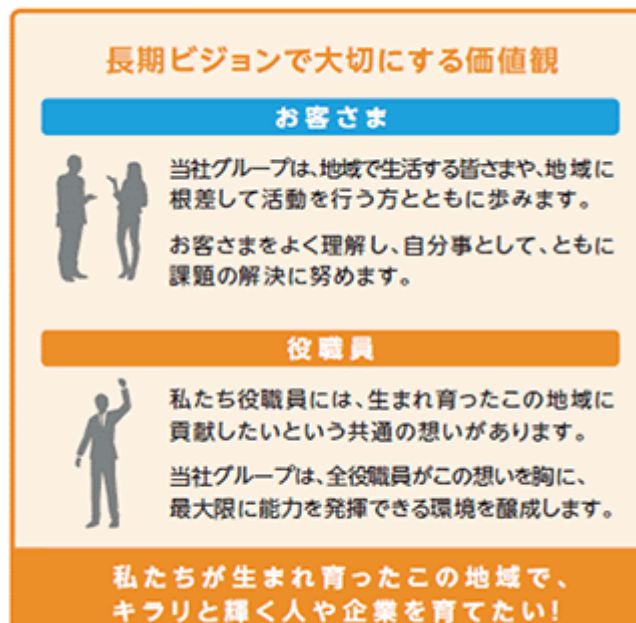 長期ビジョンで大切にする価値観
お客さま
当社グループは、地域で生活する皆さまや、地域に
根差して活動を行う方とともに歩みます。
お客さまをよく理解し、自分事として、ともに
課題の解決に努めます。
役職員
私たち役職員には、生まれ育ったこの地域に
貢献したいという共通の想いがあります。
当社グループは、全役職員がこの想いを胸に、
最大限に能力を発揮できる環境を醸成します。
私たちが生まれ育ったこの地域で、
キラリと輝く人や企業を育てたい!